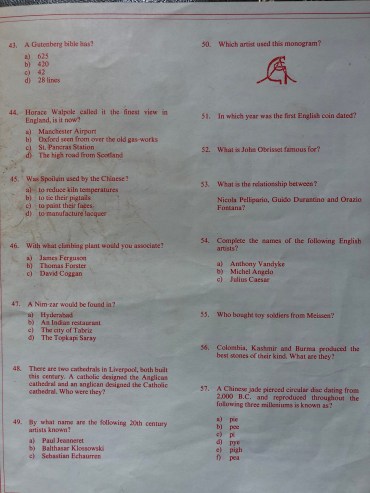 43. A Gutenberg bible has?
a) 625
b) 420
c) 42
d) 28 lines
44. Horace Walpole called it the finest view in
England, is it now?
a) Manchester Airport
b) Oxford seen from over the old gas-works
c) St. Pancras Station
d) The high road from Scotland
45. Was Spodum used by the Chinese?
a) to reduce kiln temperatures
b) to tie their pigtails
c) to paint their faces
d) to manufacture lacquer
46. With what climbing plant would you associate?
a) James Ferguson
b) Thomas Forster
c) David Coggan
47. A Nim-car would be found in?
a) Hyderabad
b) An Indian restaurant
c) The city of Tabriz
d) The Topkapi Saray
48. There are two cathedrals in Liverpool, both built
this century. A catholic designed the Anglican
cathedral and an anglican designed the Catholic
cathedral. Who were they?
49. By what name are the following 20th century
artists known?
a) Paul Jeanneret
b) Balthasar Klossowski
c) Sebastian Echaurren
50. Which artist used this monogram?
51. In which year was the first English coin dated?
52. What is John Obrisset famous for?
53. What is the relationship between?
Nicola Pellipario, Guido Durantino and Orazio
Fontana?
54. Complete the names of the following English
artists?
a) Anthony Vandyke
b) Michel Angelo
c) Julius Caesar
55. Who bought toy soldiers from Meissen?
56. Colombia, Kashmir and Burma produced the
best stones of their kind. What are they?
57. A Chinese jade pierced circular disc dating from
2,000 B.C. and reproduced throughout the
following three milleniums is known as?
a) pie
b) pee
c) pi
d) pye
e) pigh
f) pea